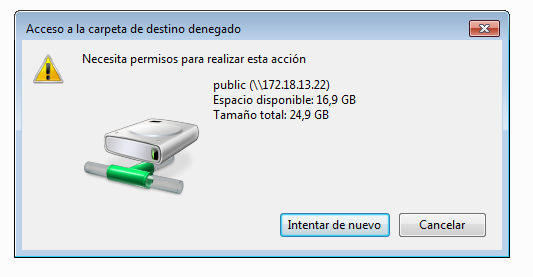 Acceso a la carpeta de destino denegado
Necesita permisos para realizar esta acción
public (\\172.18.13.22)
Espacio disponible: 16,9 GB
Tamaño total: 24,9 GB
Intentar de nuevo
Cancelar